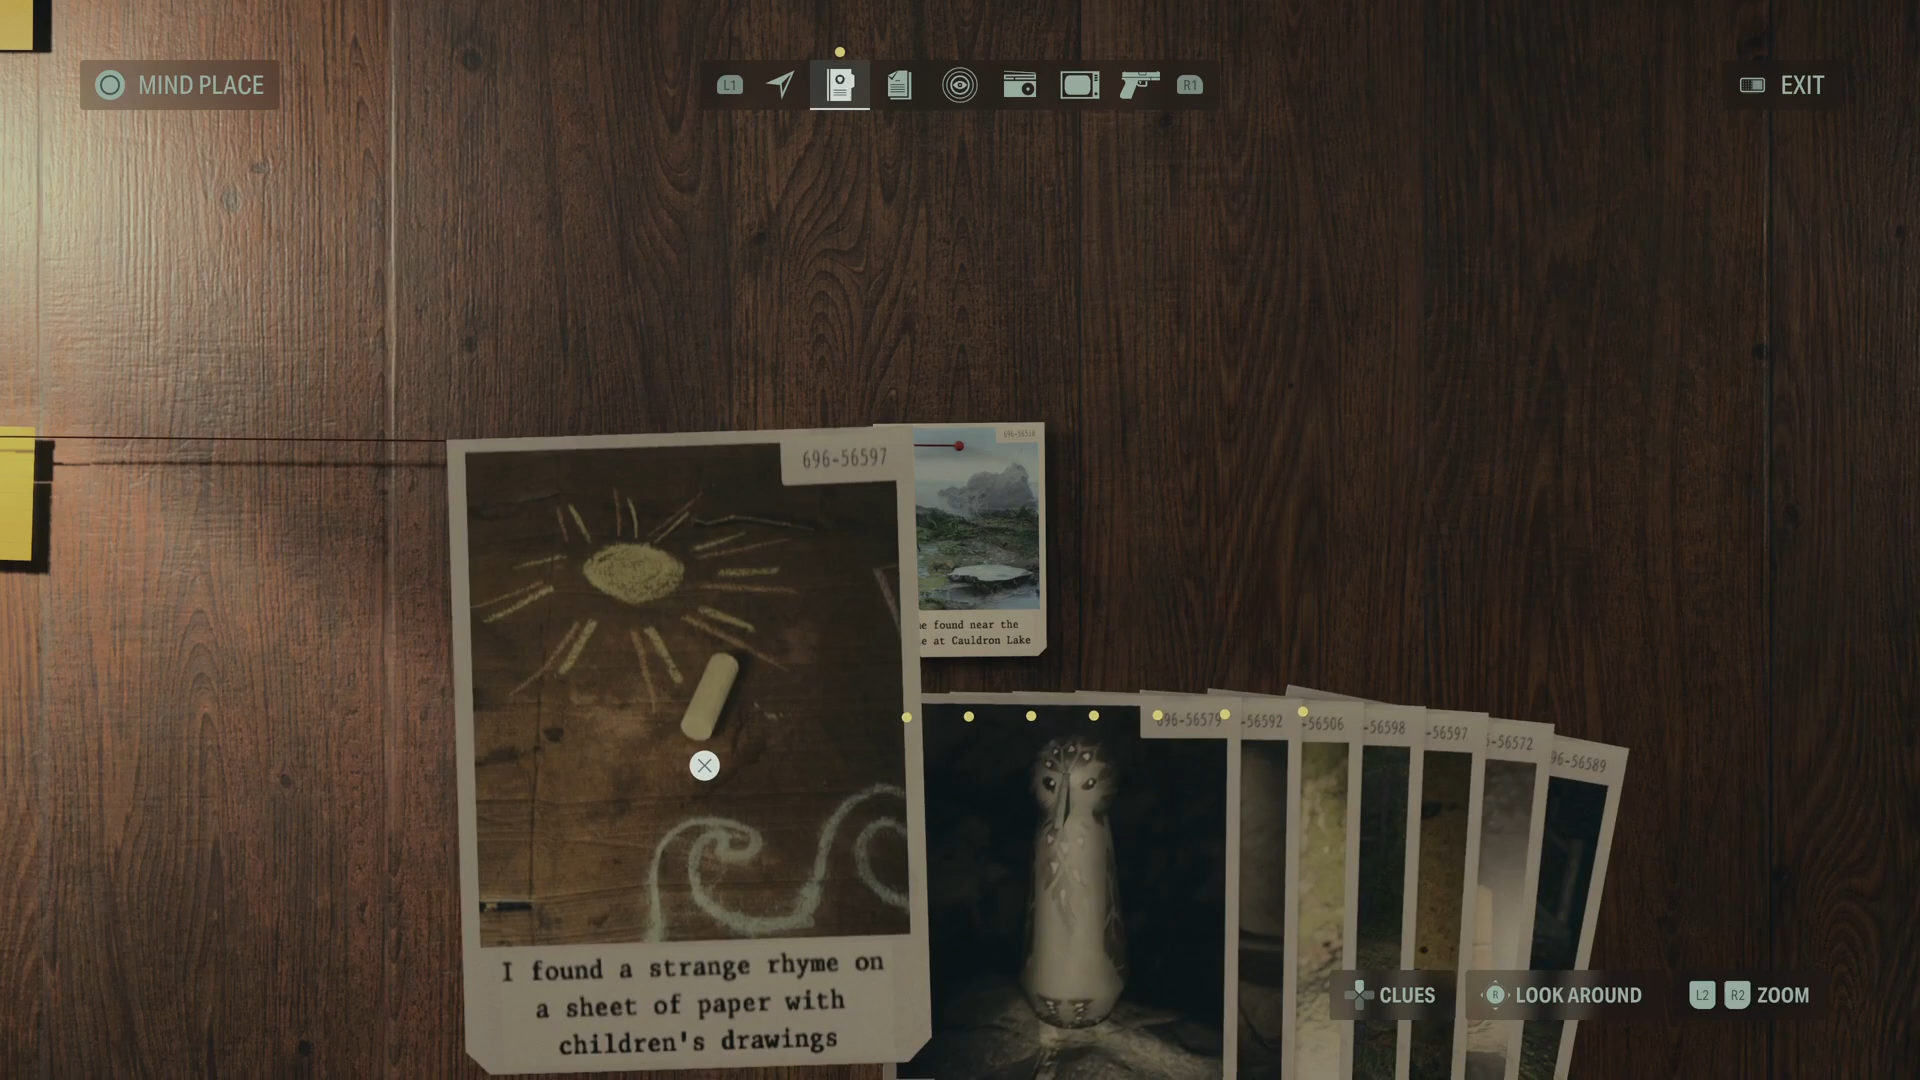 MIND PLACE
L1
R1
EXIT
696-56597
696-56510
found near the
at Cauldron Lake
I found a strange rhyme on
a sheet of paper with
children's drawings
696-56579
-56592
-56506
-56598
-56597
-56572
96-56589
CLUES
R
LOOK AROUND
L2
R2
ZOOM